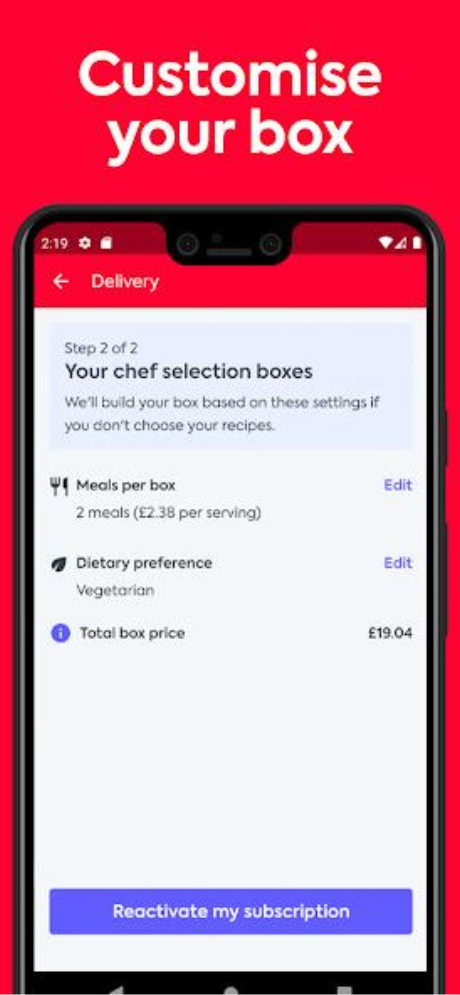 Customise
your box
2:19
Delivery
Step 2 of 2
Your chef selection boxes
We'll build your box based on these settings if
you don't choose your recipes.
Meals per box Edit
2 meals (£2.38 per serving)
Dietary preference Edit
Vegetarian
Total box price £19.04
Reactivate my subscription